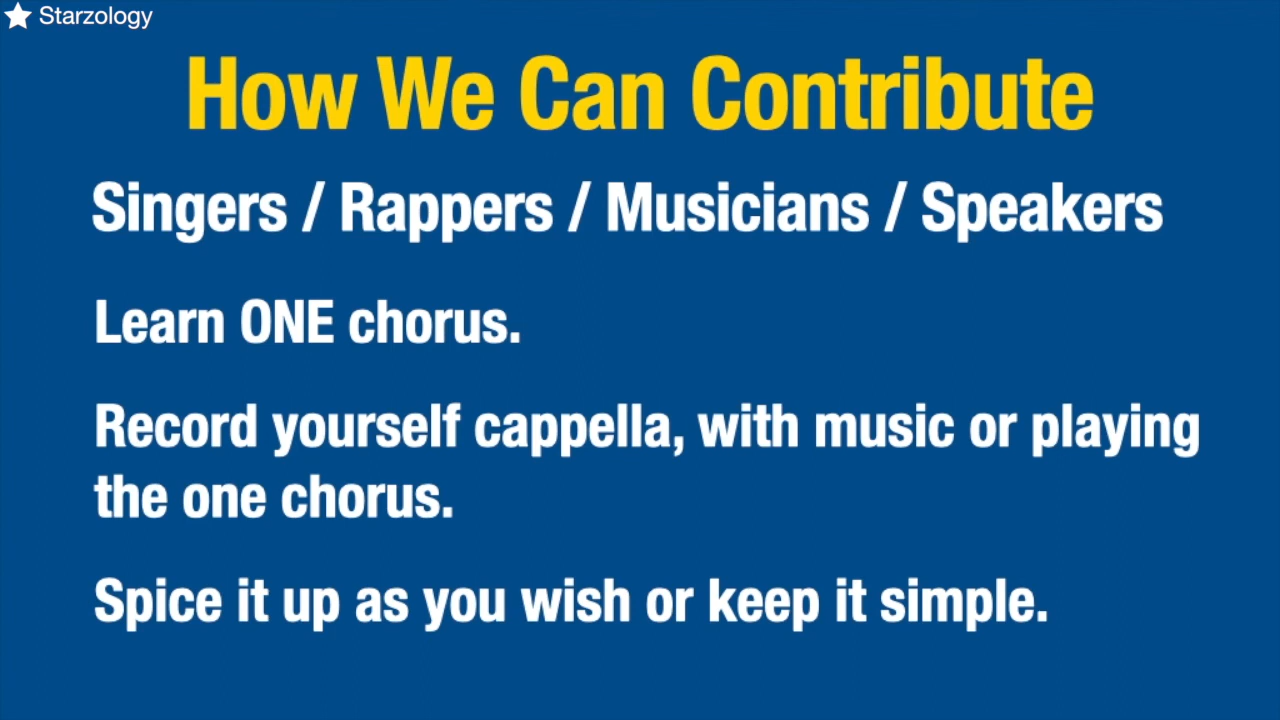 Starzology
How We Can Contribute
Singers / Rappers / Musicians / Speakers
Learn ONE chorus.
Record yourself cappella, with music or playing
the one chorus.
Spice it up as you wish or keep it simple.